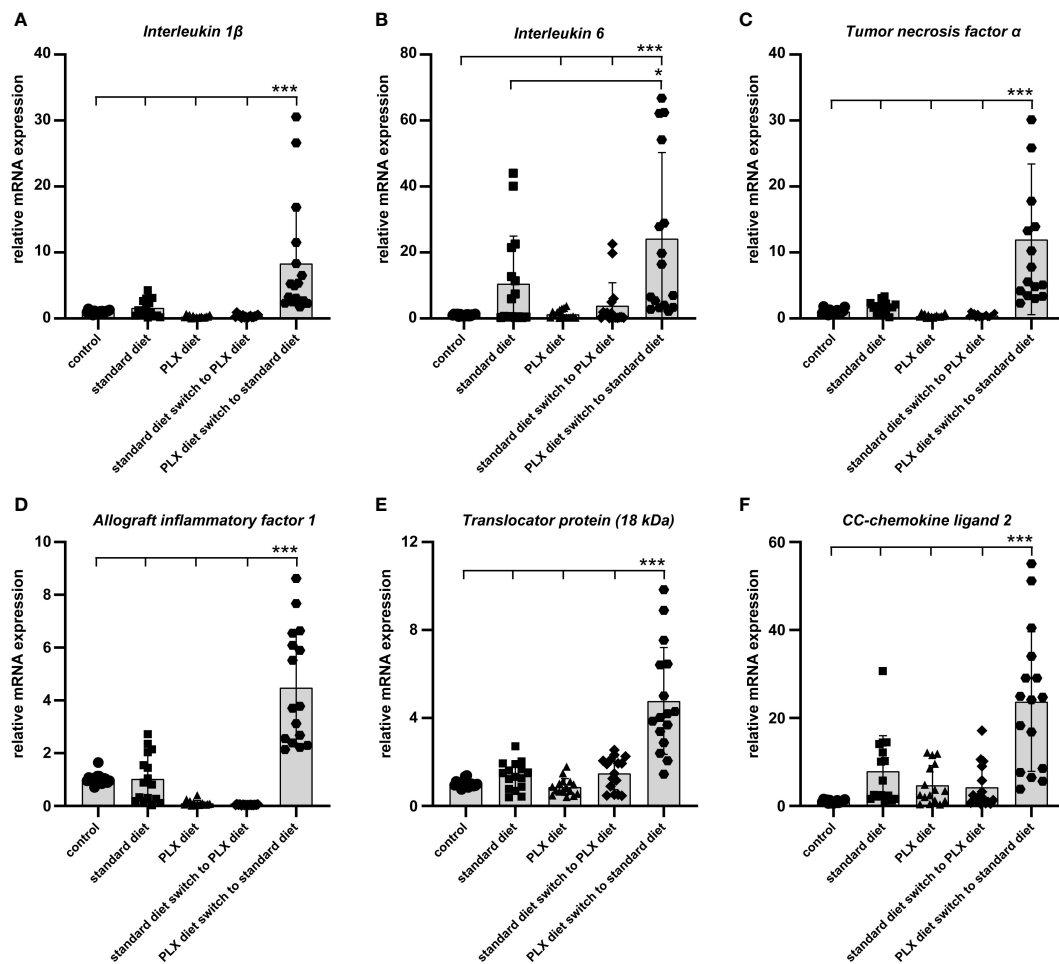 A
Interleukin 1β
relative mRNA expression
40
30
20
10
0
***
control
standard diet
PLX diet
standard diet switch to PLX diet
PLX diet switch to standard diet
B
Interleukin 6
relative mRNA expression
80
60
40
20
0
***
*
control
standard diet
PLX diet
standard diet switch to PLX diet
PLX diet switch to standard diet
C
Tumor necrosis factor α
relative mRNA expression
40
30
20
10
0
***
control
standard diet
PLX diet
standard diet switch to PLX diet
PLX diet switch to standard diet
D
Allograft inflammatory factor 1
relative mRNA expression
10
8
6
4
2
0
***
control
standard diet
PLX diet
standard diet switch to PLX diet
PLX diet switch to standard diet
E
Translocator protein (18 kDa)
relative mRNA expression
12
8
4
0
***
control
standard diet
PLX diet
standard diet switch to PLX diet
PLX diet switch to standard diet
F
CC-chemokine ligand 2
relative mRNA expression
60
40
20
0
***
control
standard diet
PLX diet
standard diet switch to PLX diet
PLX diet switch to standard diet